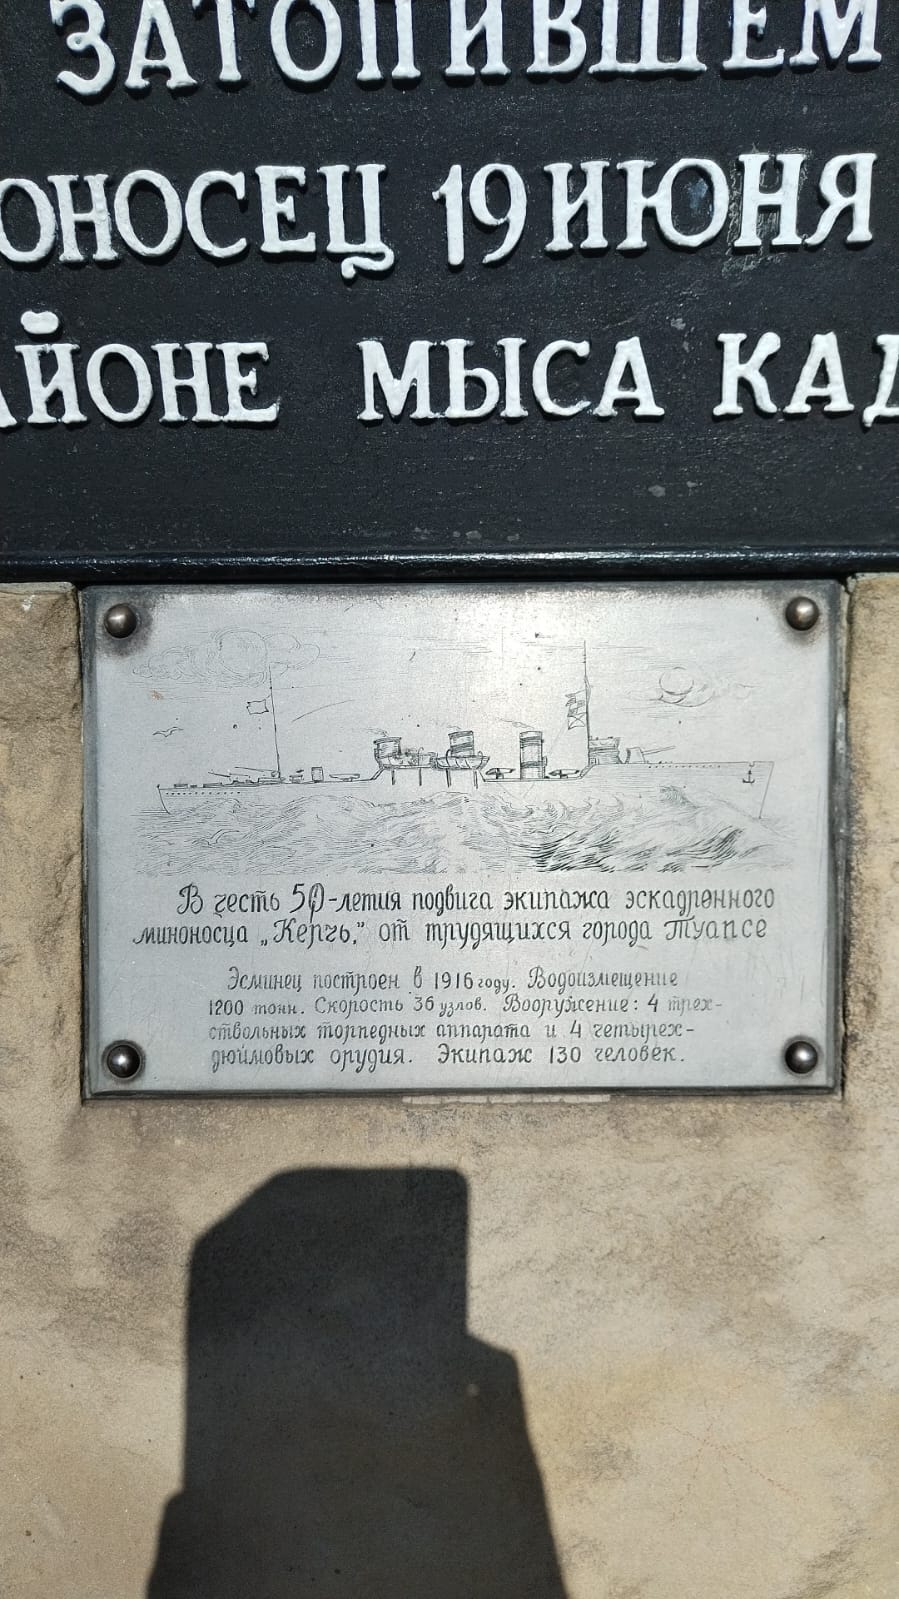 ЗАТОПИВШЕМ
ОНОСЕЦ 19 ИЮНЯ
АЙОНЕ МЫСА КАД
В честь 50-летия подвига экипажа эскадренного
миноносца „Керчь,” от трудящихся города Туапсе
Эсминец построен в 1916 году. Водоизмещение
1200 тонн. Скорость 36 узлов. Вооружение: 4 трех-
ствольных торпедных аппарата и 4 четырех-
дюймовых орудия. Экипаж 130 человек.